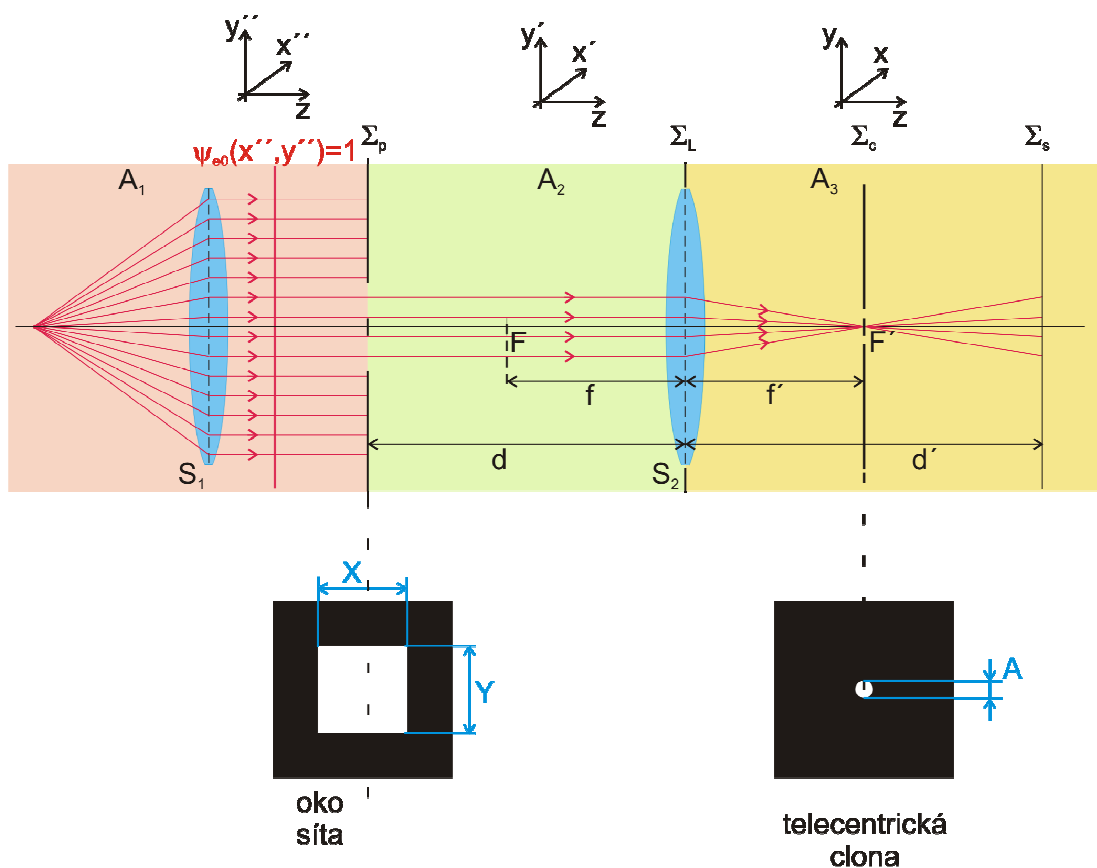 y´´ y´ y
x´´ x´ x
z z z
Σp ΣL Σc Σs
ψe0(x´´,y´´)=1
A1 A2 A3
F F´
f f´
d d´
S1 S2
X
Y
A
oko
síta
telecentrická
clona